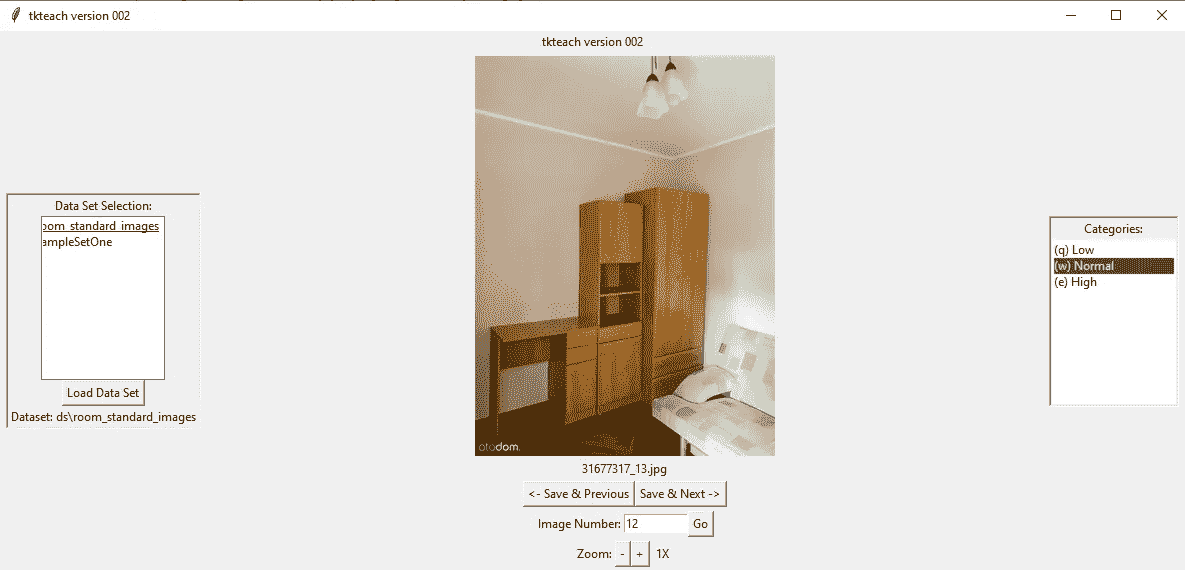 tkteach version 002
tkteach version 002
Data Set Selection:
oom_standard_images
ampleSetOne
Load Data Set
Dataset: ds\room_standard_images
otodom.
31677317_13.jpg
<- Save & Previous Save & Next ->
Image Number: 12 Go
Zoom: - + 1X
Categories:
(q) Low
(w) Normal
(e) High